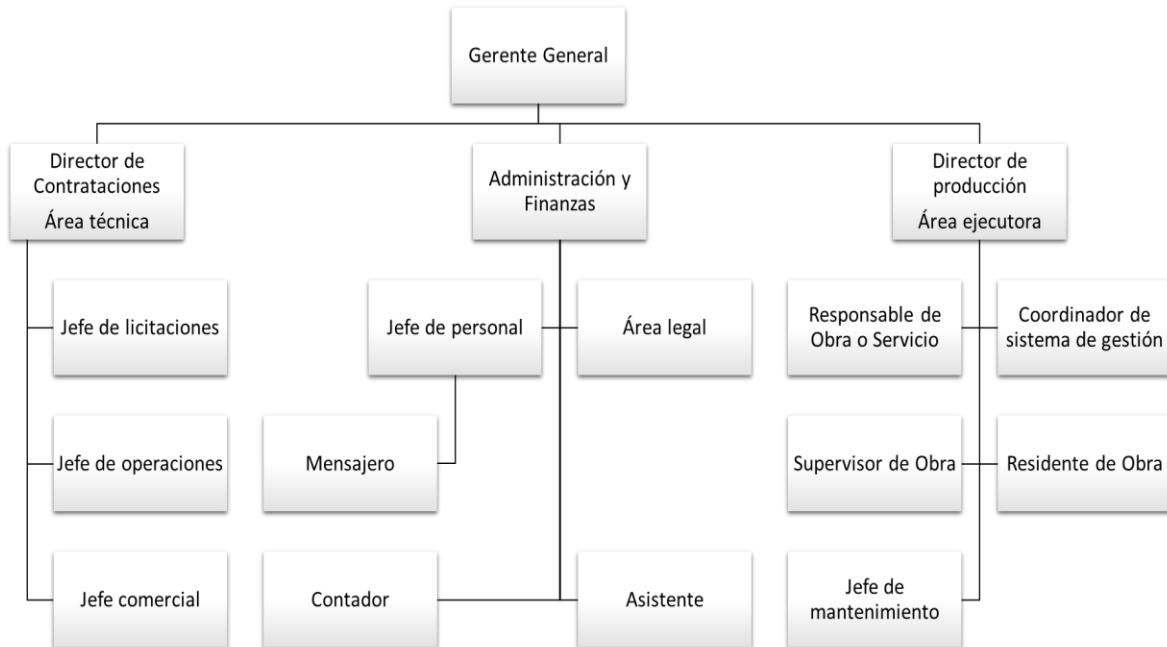 Gerente General
Director de
Contrataciones
Área técnica
Administración y
Finanzas
Director de
producción
Área ejecutora
Jefe de licitaciones
Jefe de personal
Área legal
Responsable de
Obra o Servicio
Coordinador de
sistema de gestión
Jefe de operaciones
Mensajero
Supervisor de Obra
Residente de Obra
Jefe comercial
Contador
Asistente
Jefe de
mantenimiento